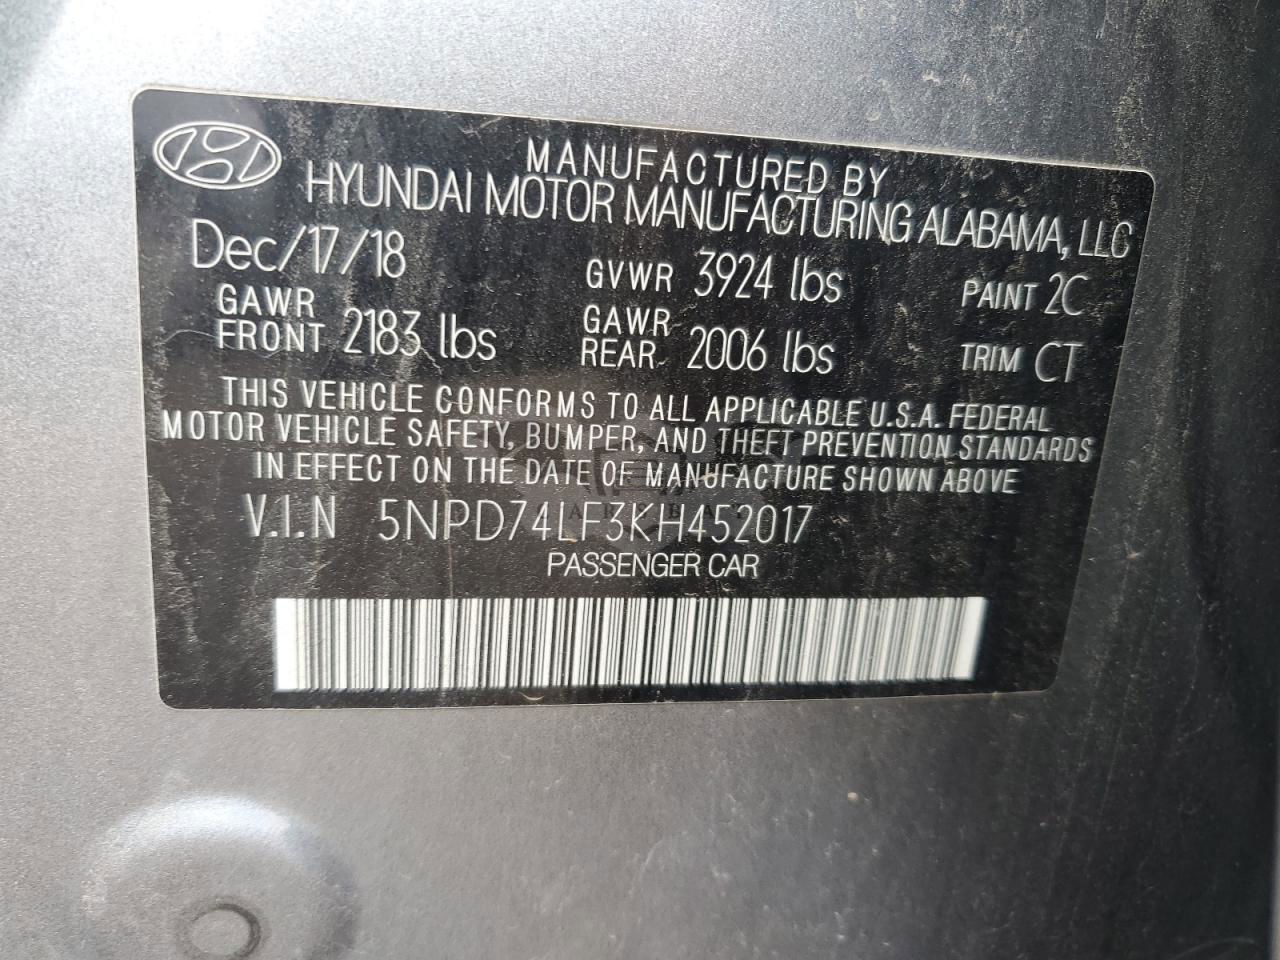 MANUFACTURED BY
HYUNDAI MOTOR MANUFACTURING ALABAMA, LLC
Dec/17/18 GVWR 3924 lbs PAINT 2C
GAWR FRONT 2183 lbs GAWR REAR 2006 lbs TRIM CT
THIS VEHICLE CONFORMS TO ALL APPLICABLE U.S.A. FEDERAL
MOTOR VEHICLE SAFETY, BUMPER, AND THEFT PREVENTION STANDARDS
IN EFFECT ON THE DATE OF MANUFACTURE SHOWN ABOVE
V.I.N 5NPD74LF3KH452017
PASSENGER CAR